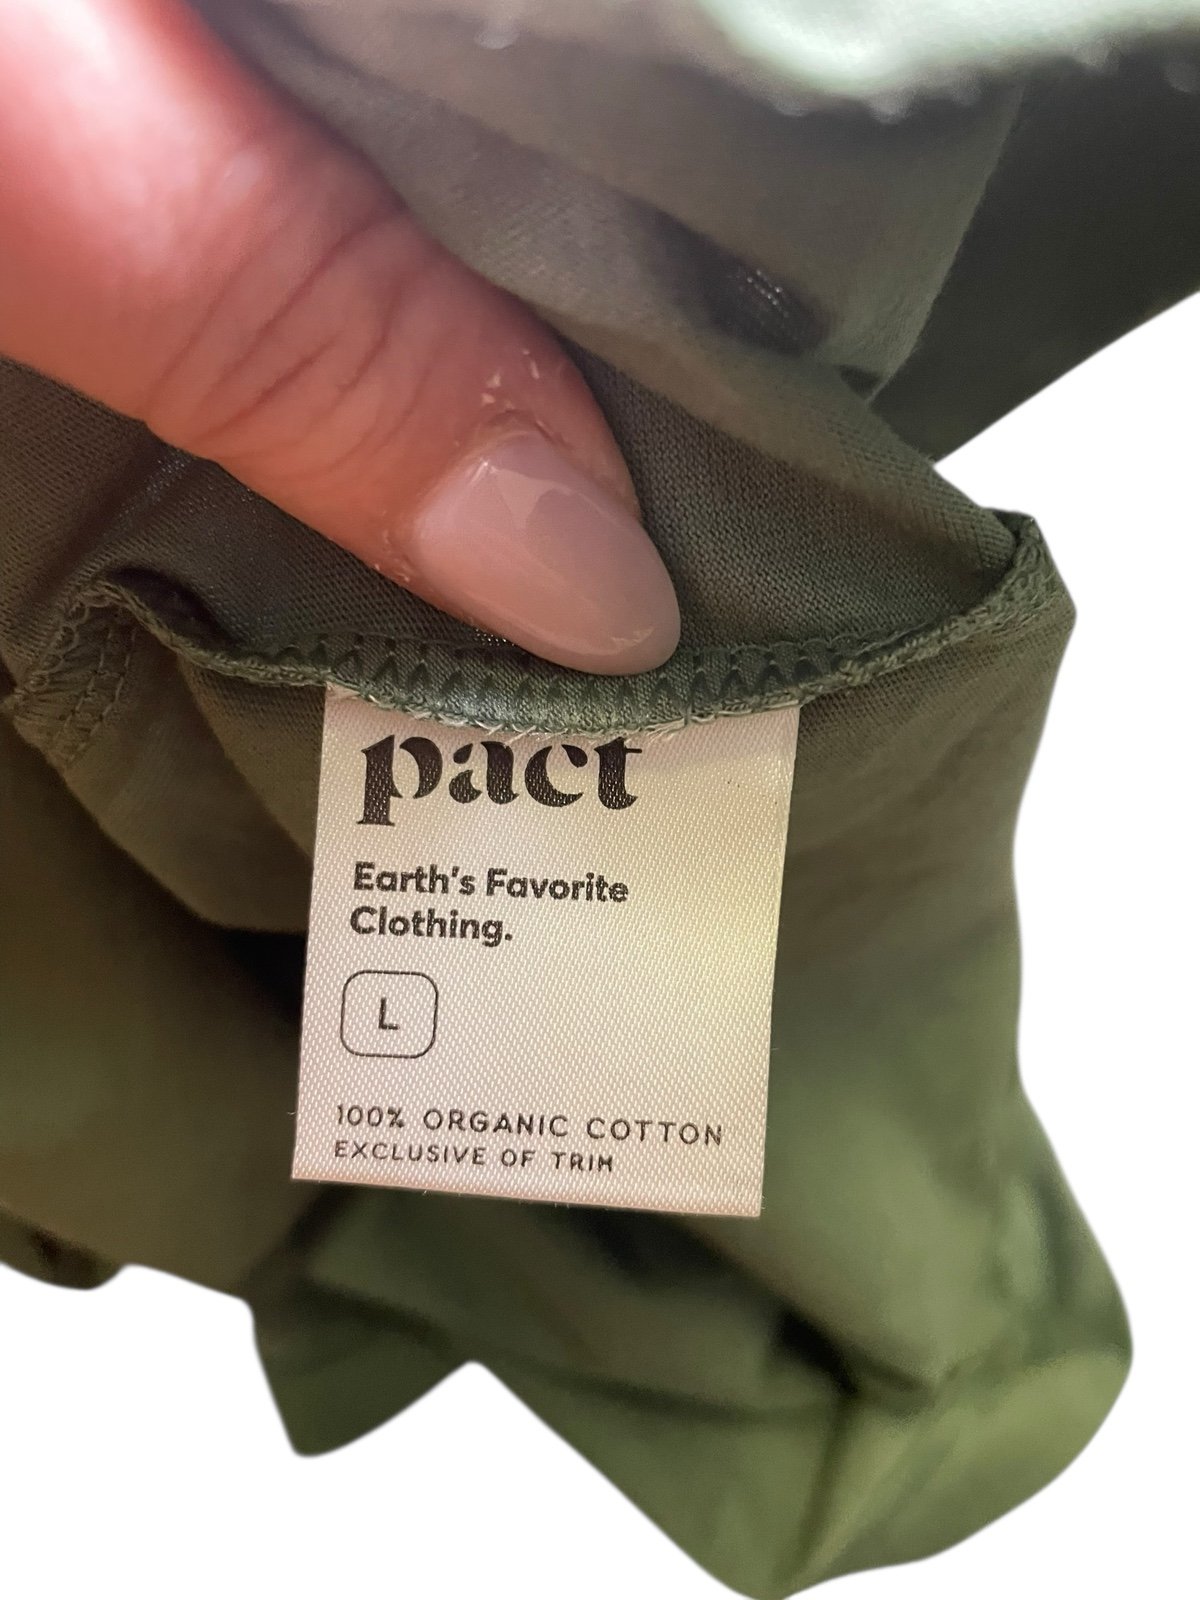 pact
Earth's Favorite
Clothing.
L
100% ORGANIC COTTON
EXCLUSIVE OF TRIM